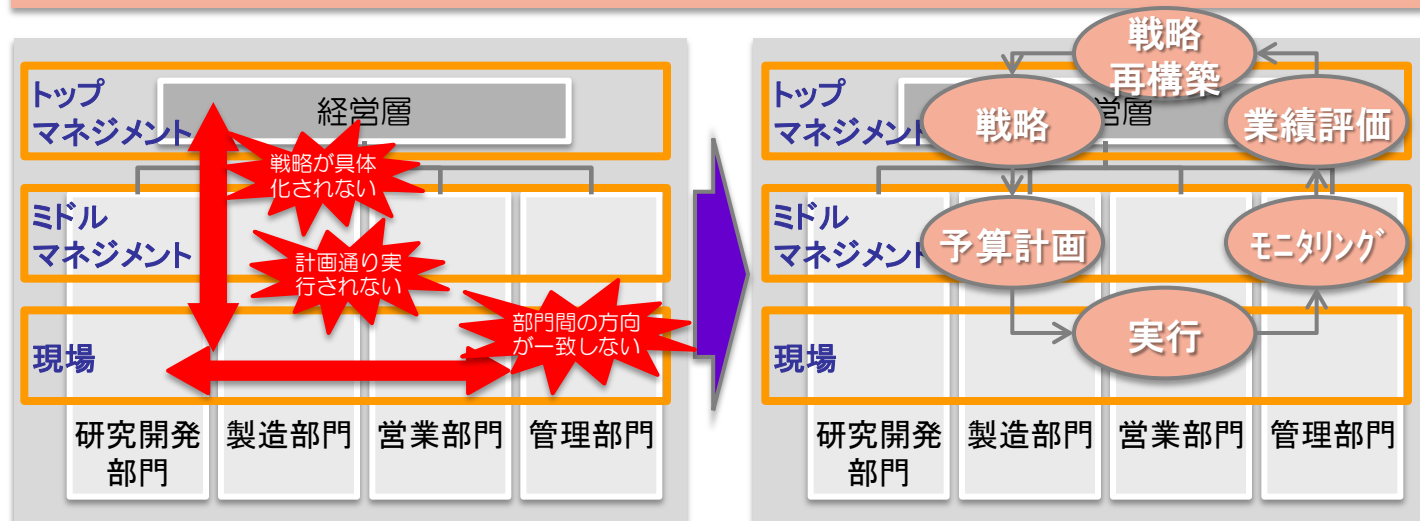 トップ
マネジメント
経営層
戦略が具体
化されない
ミドル
マネジメント
計画通り実
行されない
部門間の方向
が一致しない
現場
研究開発
部門
製造部門
営業部門
管理部門
戦略
再構築
トップ
マネジメント
戦略
営層
業績評価
ミドル
マネジメント
予算計画
ﾓﾆﾀﾘﾝｸﾞ
実行
現場
研究開発
部門
製造部門
営業部門
管理部門